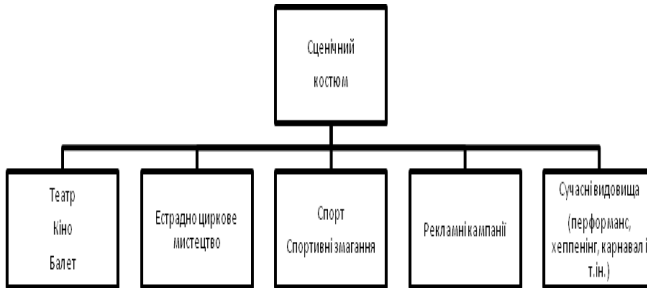 Сценічний
костюм
Театр
Кіно
Балет
Естрадно циркове
мистецтво
Спорт
Спортивні змагання
Рекламні кампанії
Сучасні видовища
(перформанс,
хеппенінг, карнавал і
т.ін.)